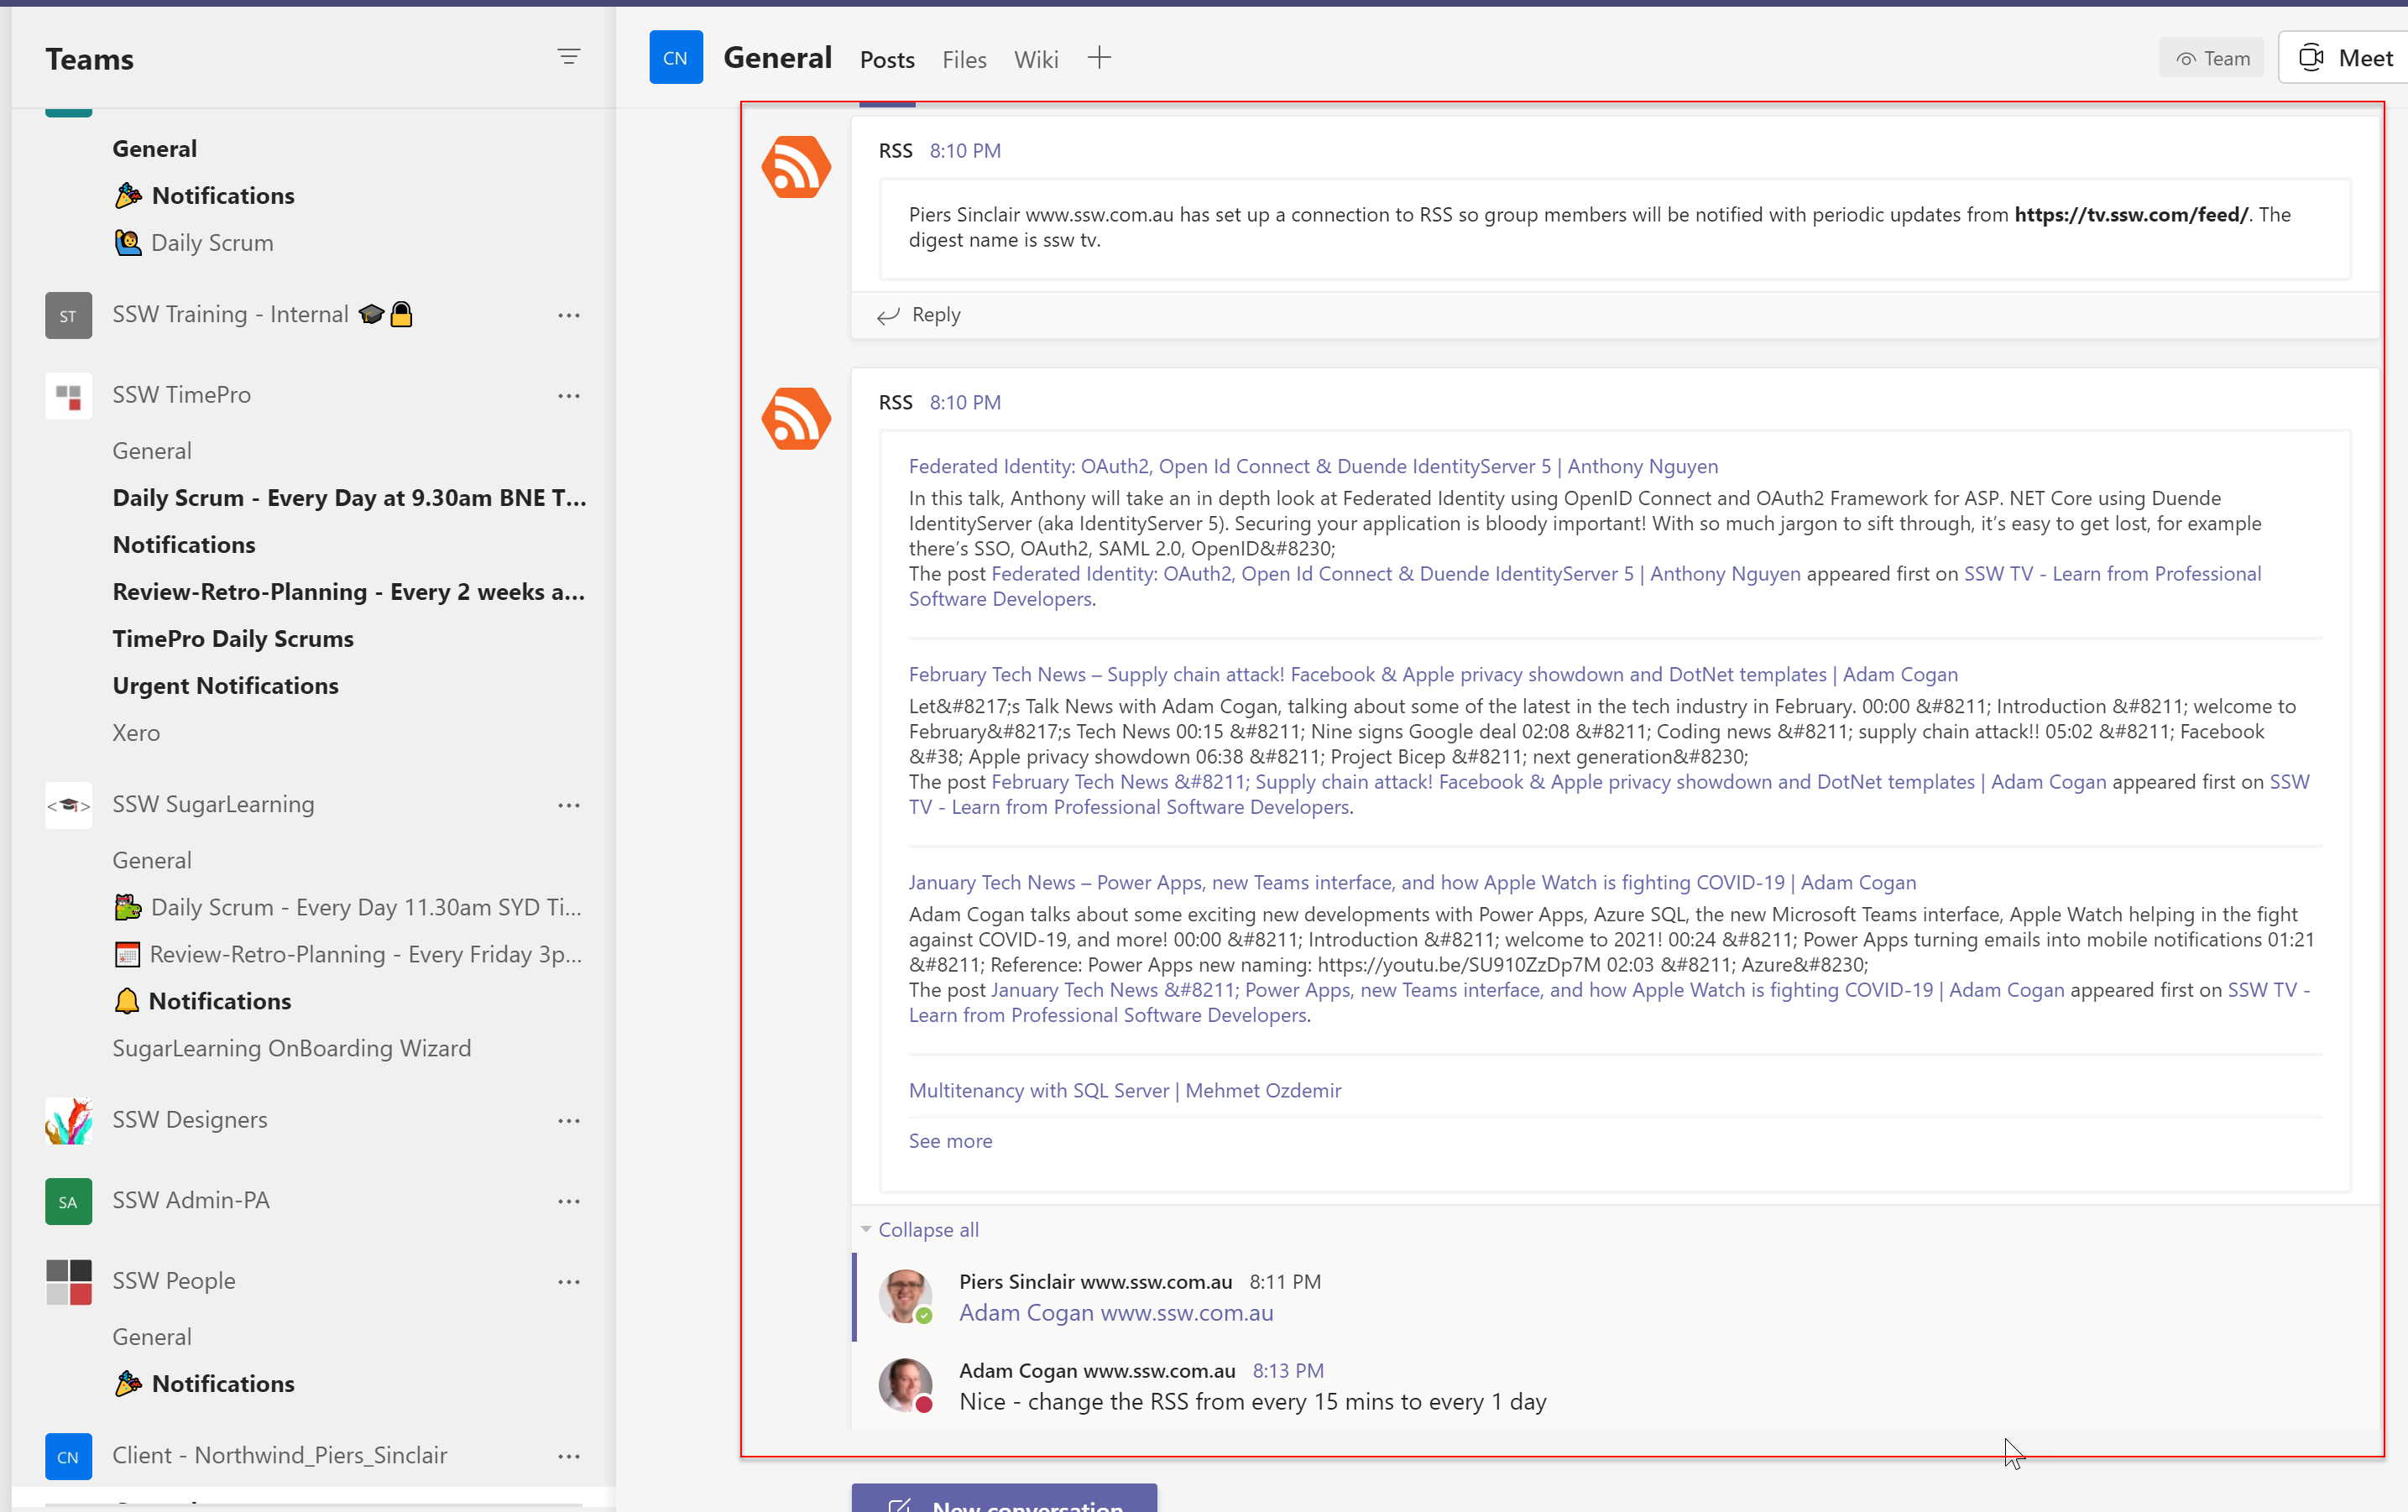 Teams
General
Notifications
Daily Scrum
ST SSW Training - Internal
SSW TimePro
General
Daily Scrum - Every Day at 9.30am BNE T...
Notifications
Review-Retro-Planning - Every 2 weeks a...
TimePro Daily Scrums
Urgent Notifications
Xero
SSW SugarLearning
General
Daily Scrum - Every Day 11.30am SYD Ti...
Review-Retro-Planning - Every Friday 3p...
Notifications
SugarLearning OnBoarding Wizard
SSW Designers
SA SSW Admin-PA
SSW People
General
Notifications
CN Client - Northwind_Piers_Sinclair
CN General Posts Files Wiki Team Meet
RSS 8:10 PM
Piers Sinclair www.ssw.com.au has set up a connection to RSS so group members will be notified with periodic updates from https://tv.ssw.com/feed/. The
digest name is ssw tv.
Reply
RSS 8:10 PM
Federated Identity: OAuth2, Open Id Connect & Duende IdentityServer 5 | Anthony Nguyen
In this talk, Anthony will take an in depth look at Federated Identity using OpenID Connect and OAuth2 Framework for ASP. NET Core using Duende
IdentityServer (aka IdentityServer 5). Securing your application is bloody important! With so much jargon to sift through, it’s easy to get lost, for example
there’s SSO, OAuth2, SAML 2.0, OpenID&#8230;
The post Federated Identity: OAuth2, Open Id Connect & Duende IdentityServer 5 | Anthony Nguyen appeared first on SSW TV - Learn from Professional
Software Developers.
February Tech News – Supply chain attack! Facebook & Apple privacy showdown and DotNet templates | Adam Cogan
Let&#8217;s Talk News with Adam Cogan, talking about some of the latest in the tech industry in February. 00:00 &#8211; Introduction &#8211; welcome to
February&#8217;s Tech News 00:15 &#8211; Nine signs Google deal 02:08 &#8211; Coding news &#8211; supply chain attack!! 05:02 &#8211; Facebook
&#38; Apple privacy showdown 06:38 &#8211; Project Bicep &#8211; next generation&#8230;
The post February Tech News &#8211; Supply chain attack! Facebook & Apple privacy showdown and DotNet templates | Adam Cogan appeared first on SSW
TV - Learn from Professional Software Developers.
January Tech News – Power Apps, new Teams interface, and how Apple Watch is fighting COVID-19 | Adam Cogan
Adam Cogan talks about some exciting new developments with Power Apps, Azure SQL, the new Microsoft Teams interface, Apple Watch helping in the fight
against COVID-19, and more! 00:00 &#8211; Introduction &#8211; welcome to 2021! 00:24 &#8211; Power Apps turning emails into mobile notifications 01:21
&#8211; Reference: Power Apps new naming: https://youtu.be/SU910ZzDp7M 02:03 &#8211; Azure&#8230;
The post January Tech News &#8211; Power Apps, new Teams interface, and how Apple Watch is fighting COVID-19 | Adam Cogan appeared first on SSW TV -
Learn from Professional Software Developers.
Multitenancy with SQL Server | Mehmet Ozdemir
See more
Collapse all
Piers Sinclair www.ssw.com.au 8:11 PM
Adam Cogan www.ssw.com.au
Adam Cogan www.ssw.com.au 8:13 PM
Nice - change the RSS from every 15 mins to every 1 day
New conversation